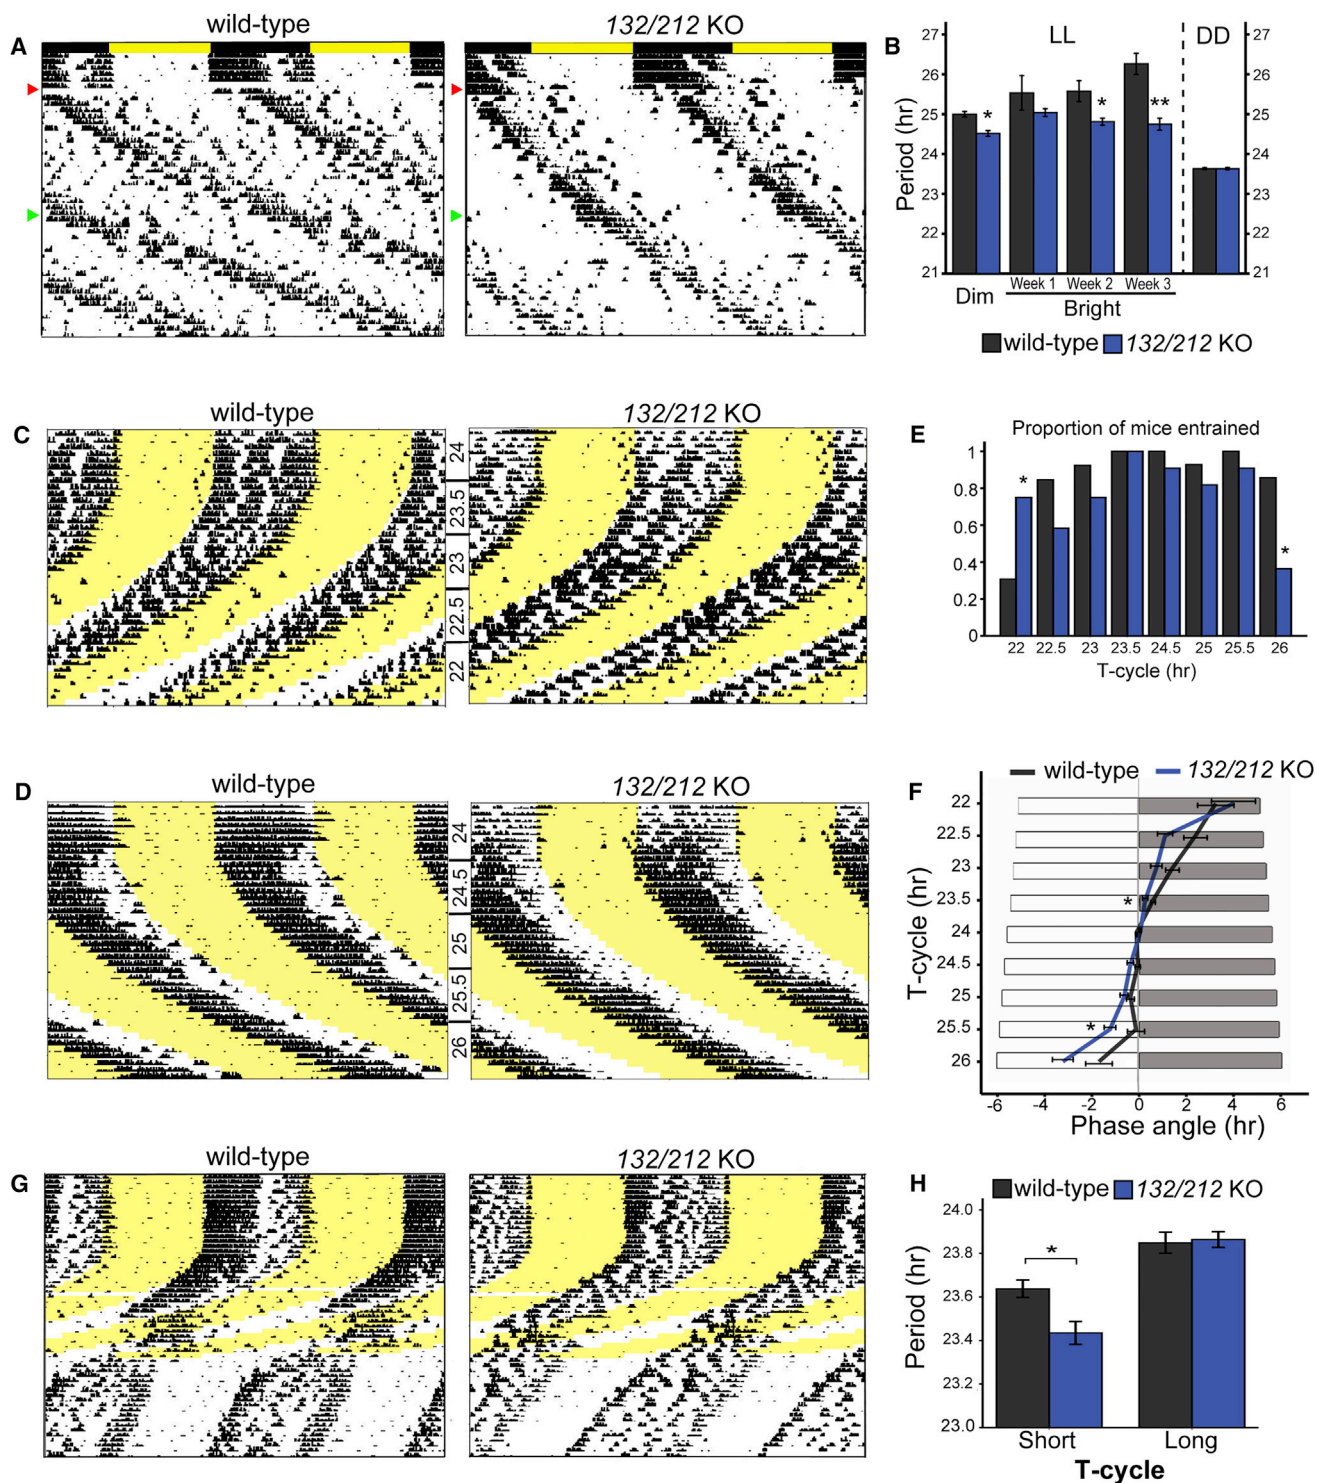 A
wild-type
132/212 KO
B
Period (hr)
27
26
25
24
23
22
21
LL
DD
27
26
25
24
23
22
21
*
*
**
Week 1
Week 2
Week 3
Dim
Bright
wild-type
132/212 KO
C
wild-type
132/212 KO
24
23.5
23
22.5
22
E
Proportion of mice entrained
1
0.8
0.6
0.4
0.2
0
*
*
22
22.5
23
23.5
24.5
25
25.5
26
T-cycle (hr)
D
wild-type
132/212 KO
24
24.5
25
25.5
26
F
wild-type
132/212 KO
T-cycle (hr)
22
22.5
23
23.5
24
24.5
25
25.5
26
*
*
-6
-4
-2
0
2
4
6
Phase angle (hr)
G
wild-type
132/212 KO
H
wild-type
132/212 KO
Period (hr)
24.0
23.8
23.6
23.4
23.2
23.0
*
Short
Long
T-cycle